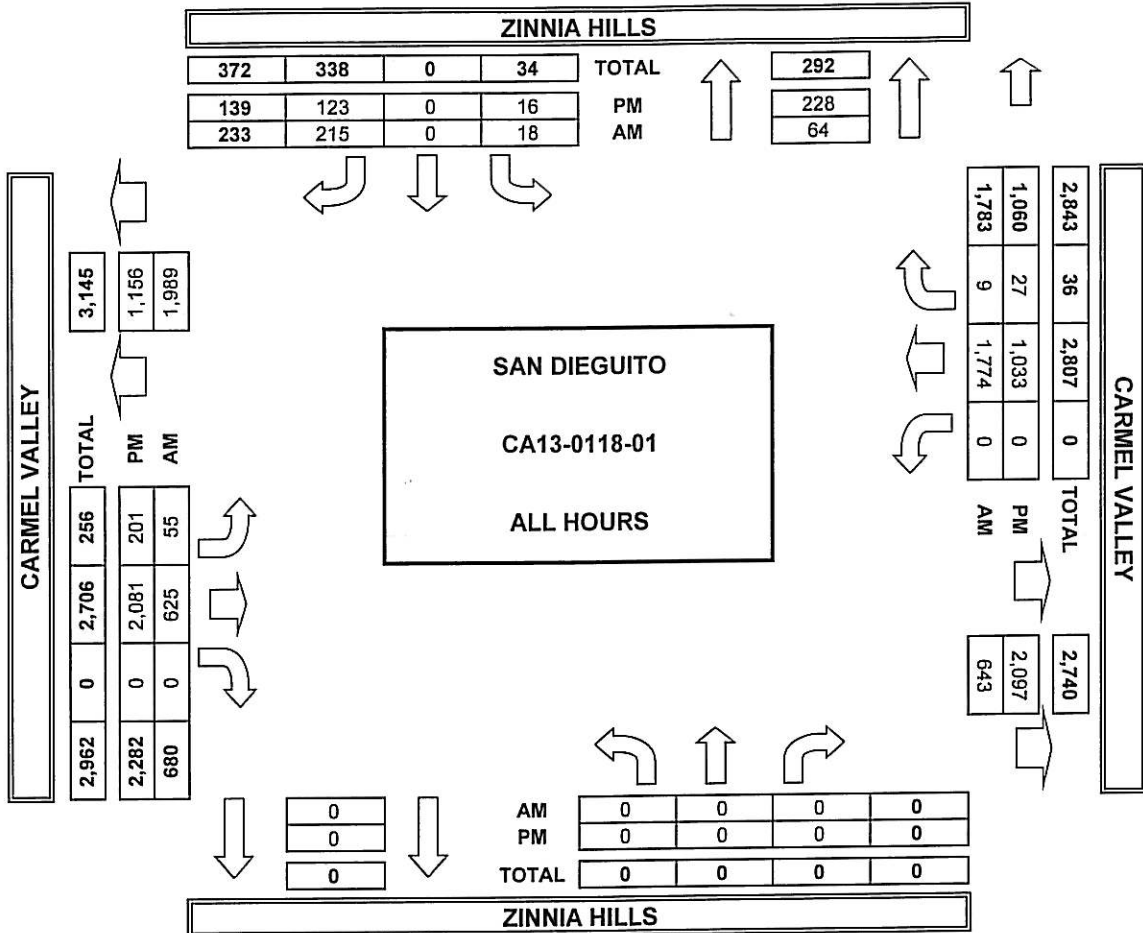 ZINNIA HILLS
372 338 0 34 TOTAL 292
139 123 0 16 PM 228
233 215 0 18 AM 64
CARMEL VALLEY
3,145
1,156
1,989
TOTAL 256 2,706 0 2,962
PM 201 2,081 0 2,282
AM 55 625 0 680
SAN DIEGUITO
CA13-0118-01
ALL HOURS
2,843 36 2,807 0 TOTAL 2,740
1,060 27 1,033 0 PM 2,097
1,783 9 1,774 0 AM 643
CARMEL VALLEY
0 AM 0 0 0 0
0 PM 0 0 0 0
0 TOTAL 0 0 0 0
ZINNIA HILLS